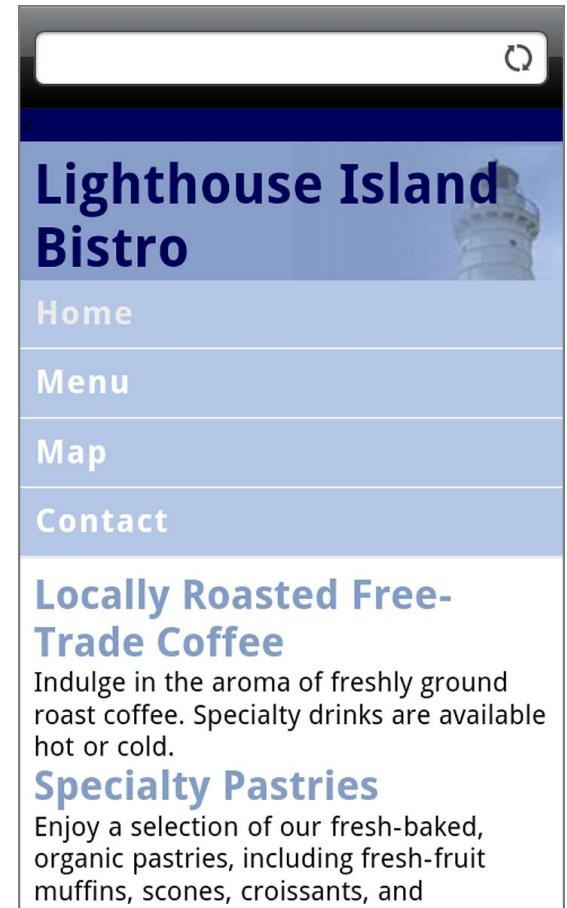 <
Lighthouse Island
Bistro
Home
Menu
Map
Contact
Locally Roasted Free-
Trade Coffee
Indulge in the aroma of freshly ground
roast coffee. Specialty drinks are available
hot or cold.
Specialty Pastries
Enjoy a selection of our fresh-baked,
organic pastries, including fresh-fruit
muffins, scones, croissants, and